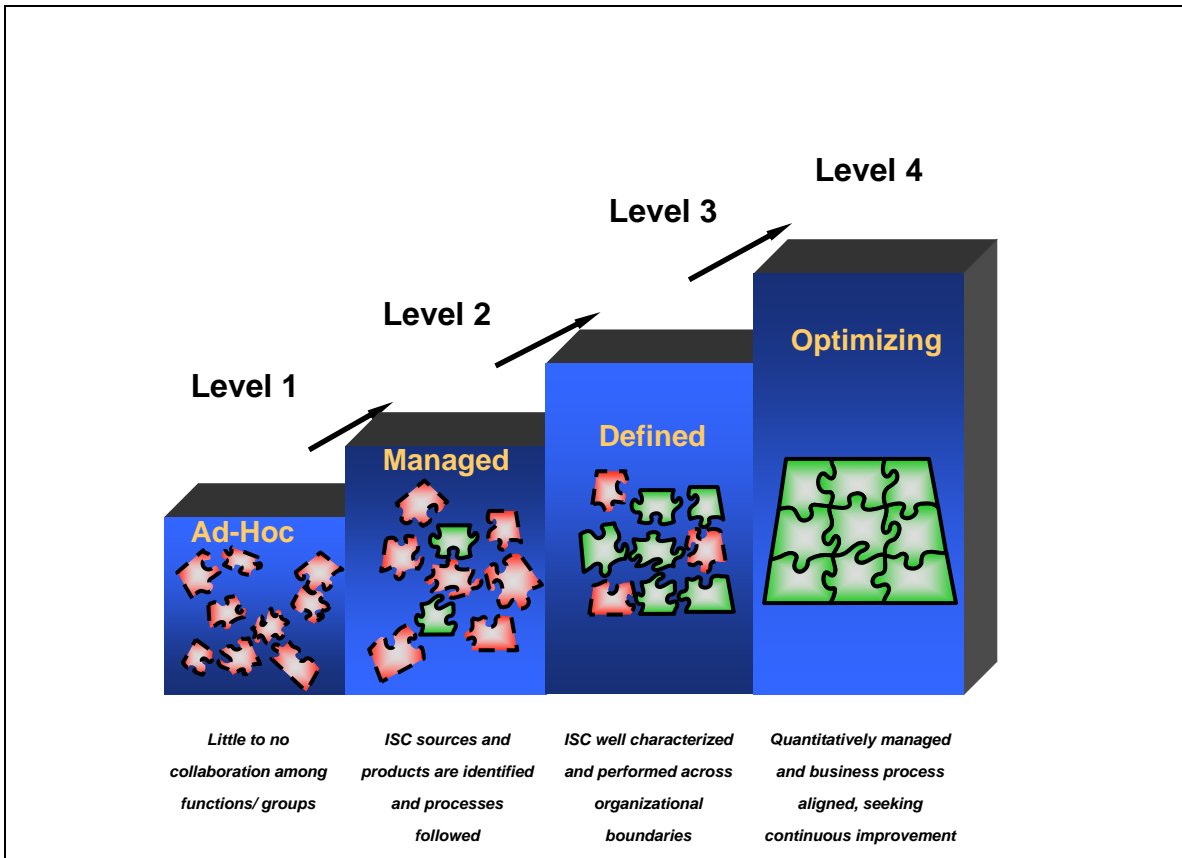 Level 4
Level 3
Level 2
Level 1
Optimizing
Defined
Managed
Ad-Hoc
Little to no
collaboration among
functions/ groups
ISC sources and
products are identified
and processes
followed
ISC well characterized
and performed across
organizational
boundaries
Quantitatively managed
and business process
aligned, seeking
continuous improvement